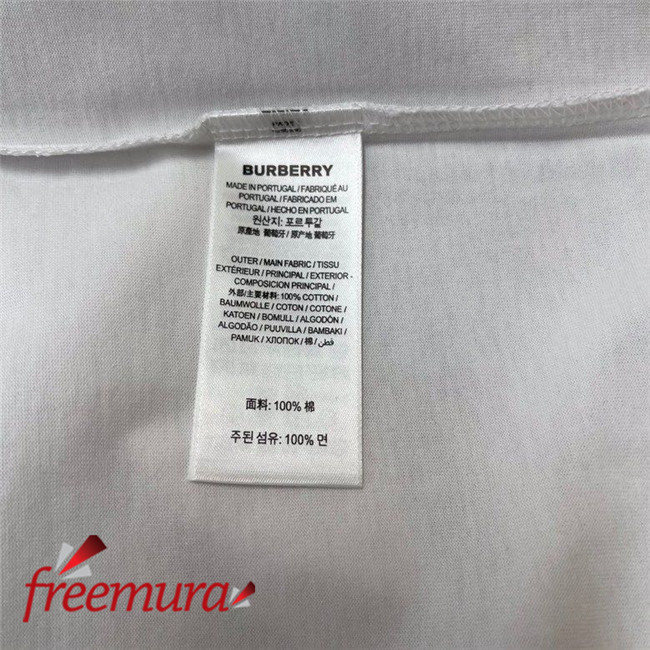 BURBERRY
MADE IN PORTUGAL / FABRIQUÉ AU
PORTUGAL / FABRICADO EM
PORTUGAL / HECHO EN PORTUGAL
원산지: 포르투갈
原產地 葡萄牙 / 原产地 葡萄牙
OUTER / MAIN FABRIC / TISSU
EXTÉRIEUR / PRINCIPAL / EXTERIOR -
COMPOSICION PRINCIPAL /
外部/主要材料: 100% COTTON /
BAUMWOLLE / COTON / COTONE /
KATOEN / BOMULL / ALGODÓN /
ALGODÃO / PUUVILLA / BAMBAKI /
PAMUK / ХЛОПОК / 棉 / قطن
面料: 100% 棉
주된 섬유: 100% 면
freemura